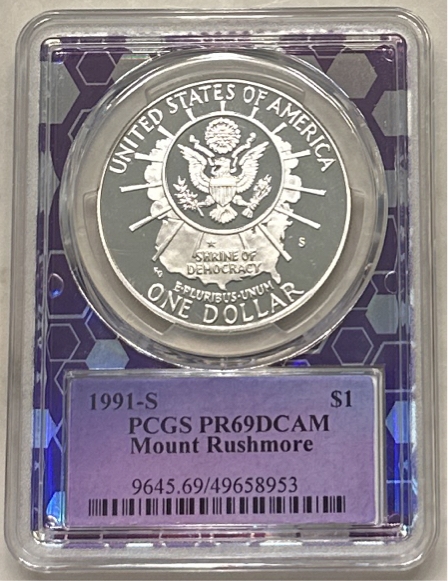 UNITED STATES OF AMERICA
S
SHRINE OF
DEMOCRACY
E·PLURIBUS·UNUM
ONE DOLLAR
1991-S $1
PCGS PR69DCAM
Mount Rushmore
9645.69/49658953